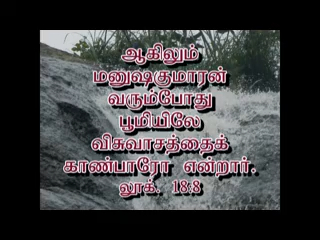 ஆகிலும்
மனுஷகுமாரன்
வரும்போது
பூமியிலே
விசுவாசத்தைக்
காண்பாரோ என்றார்.
லூக். 18:8